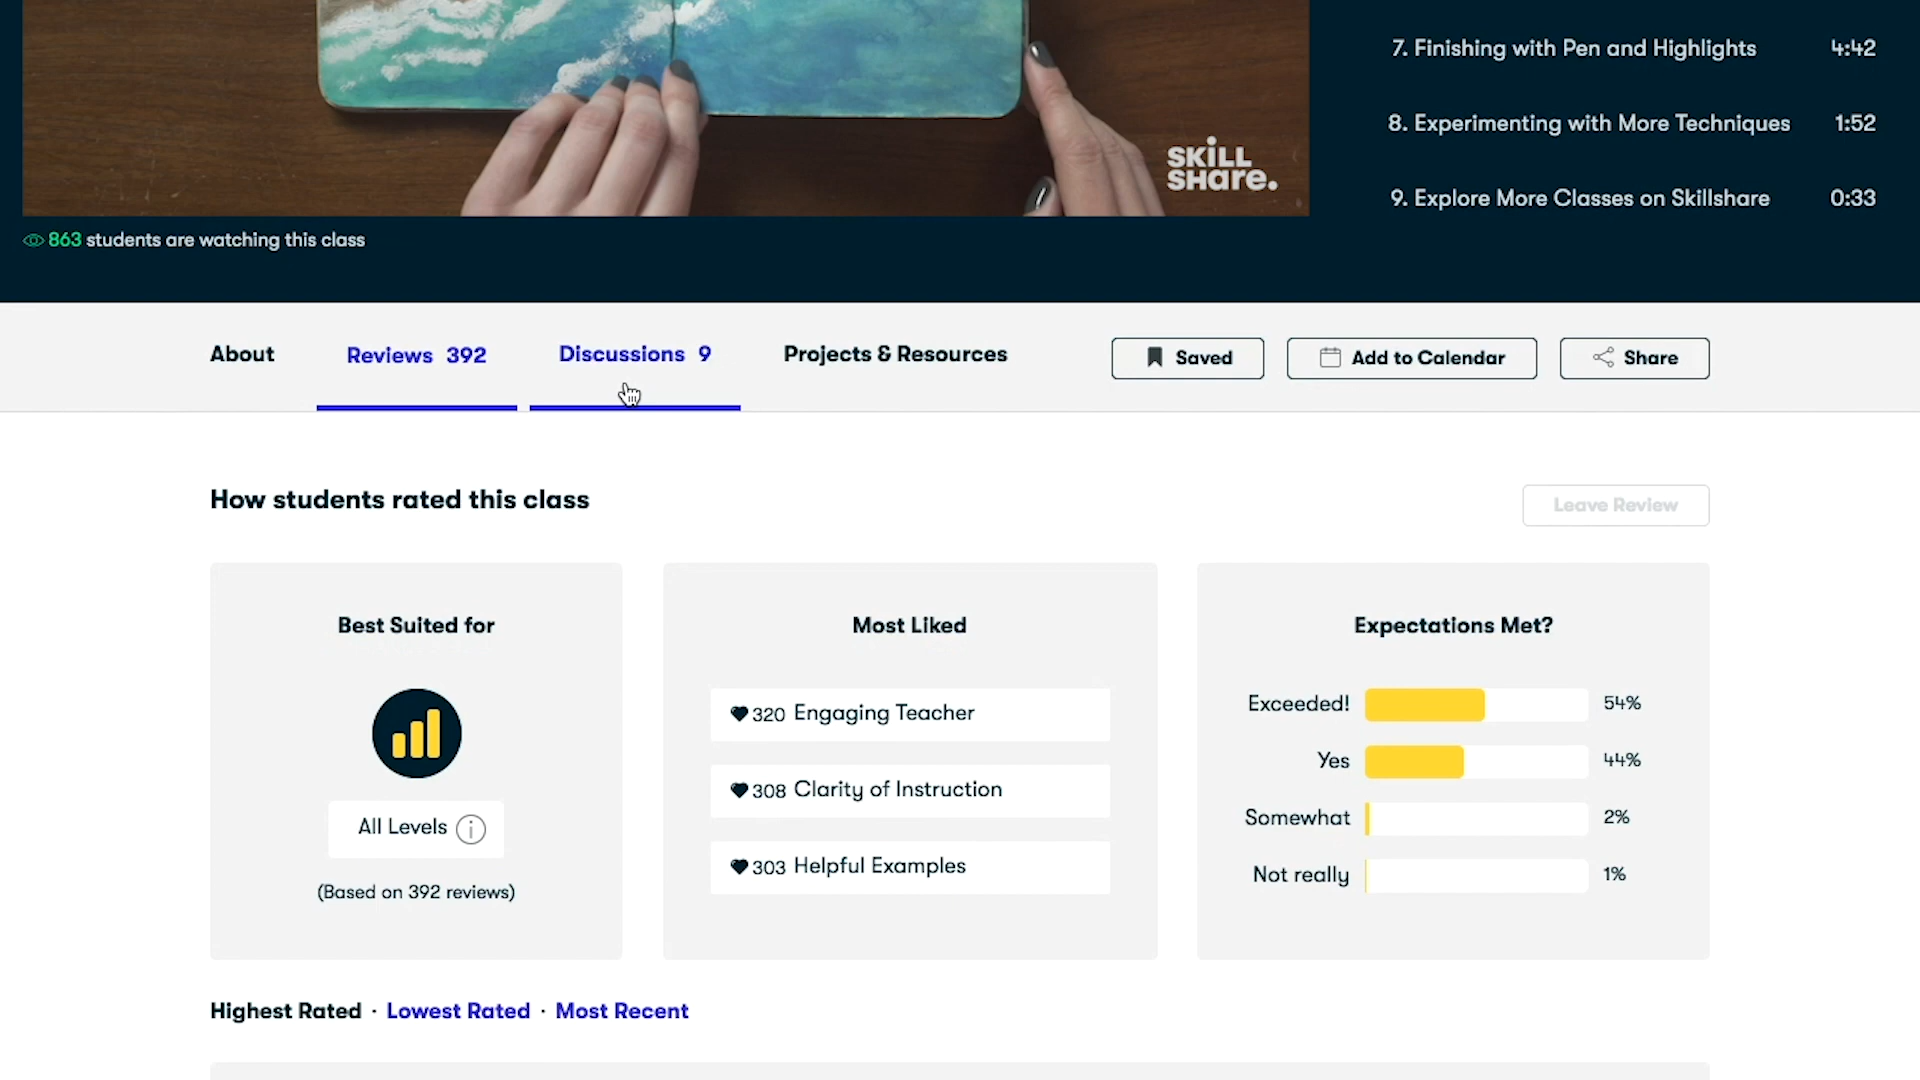 7. Finishing with Pen and Highlights 4:42
8. Experimenting with More Techniques 1:52
SKILL
SHare.
9. Explore More Classes on Skillshare 0:33
863 students are watching this class
About Reviews 392 Discussions 9 Projects & Resources Saved Add to Calendar Share
How students rated this class
Leave Review
Best Suited for
All Levels
(Based on 392 reviews)
Most Liked
320 Engaging Teacher
308 Clarity of Instruction
303 Helpful Examples
Expectations Met?
Exceeded! 54%
Yes 44%
Somewhat 2%
Not really 1%
Highest Rated · Lowest Rated · Most Recent